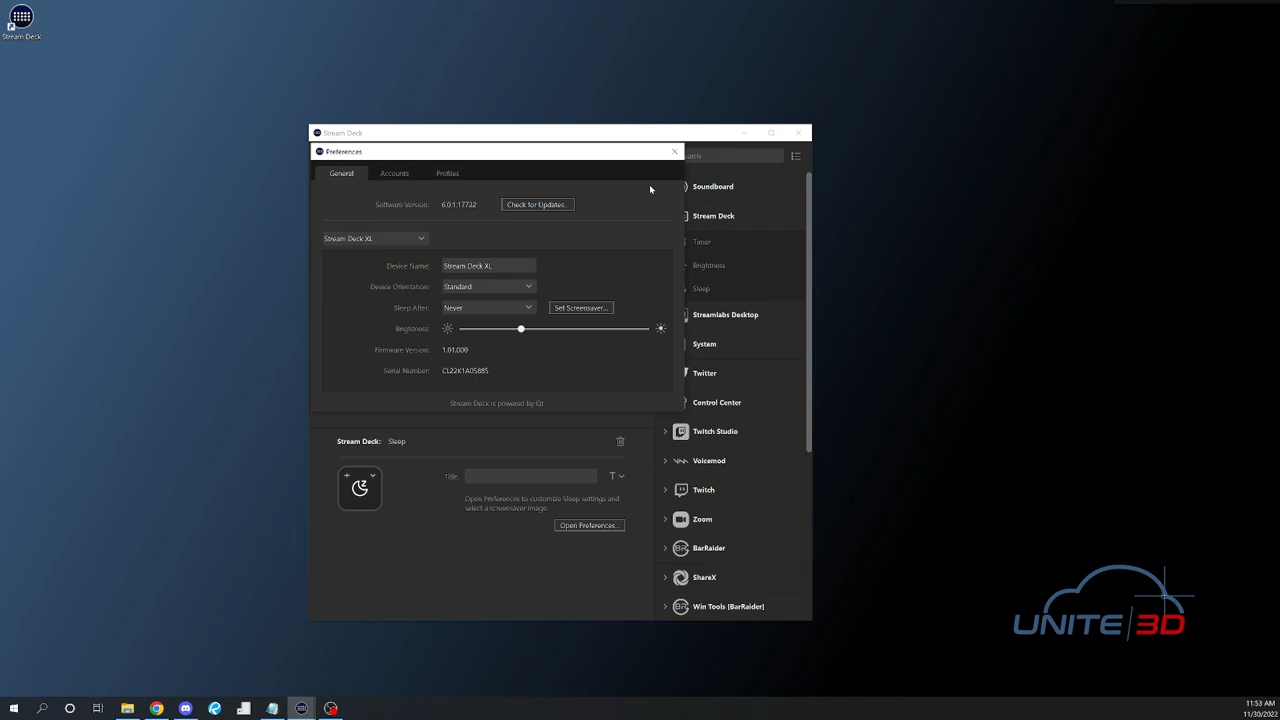 Stream Deck
Stream Deck
Preferences
General Accounts Profiles
Software Version: 6.0.1.17722 Check for Updates...
Stream Deck XL
Device Name: Stream Deck XL
Device Orientation: Standard
Sleep After: Never Set Screensaver...
Brightness:
Firmware Version: 1.01.000
Serial Number: CL22K1A05885
Stream Deck is powered by Qt
Stream Deck: Sleep
Title:
T
Open Preferences to customize Sleep settings and
select a screensaver image.
Open Preferences...
arch
Soundboard
Stream Deck
Timer
Brightness
Sleep
Streamlabs Desktop
System
Twitter
Control Center
Twitch Studio
Voicemod
Twitch
Zoom
BarRaider
ShareX
Win Tools [BarRaider]
UNITE|3D
11:53 AM
11/30/2022